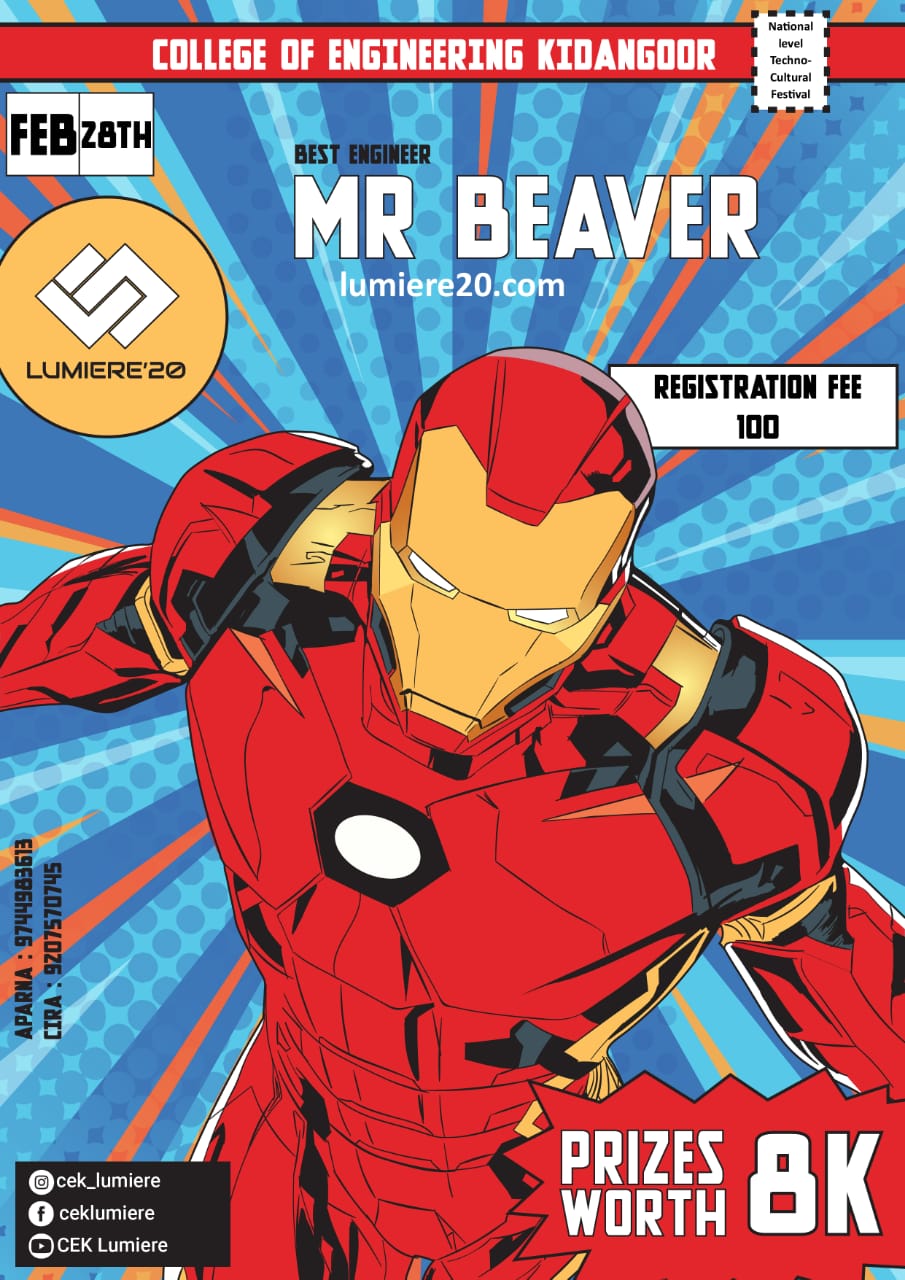 COLLEGE OF ENGINEERING KIDANGOOR
National
level
Techno-
Cultural
Festival
FEB 28TH
BEST ENGINEER
MR BEAVER
lumiere20.com
LUMIERE'20
REGISTRATION FEE
100
APARNA : 9744983613
CIRA : 9207570745
PRIZES
WORTH 8K
cek_lumiere
ceklumiere
CEK Lumiere